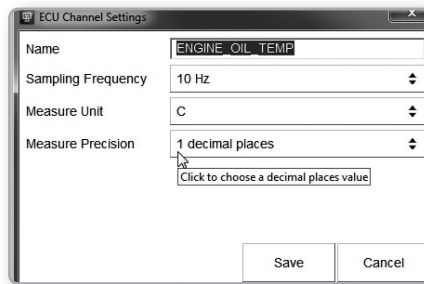 ECU Channel Settings
Name
ENGINE_OIL_TEMP
Sampling Frequency
10 Hz
Measure Unit
C
Measure Precision
1 decimal places
Click to choose a decimal places value
Save
Cancel